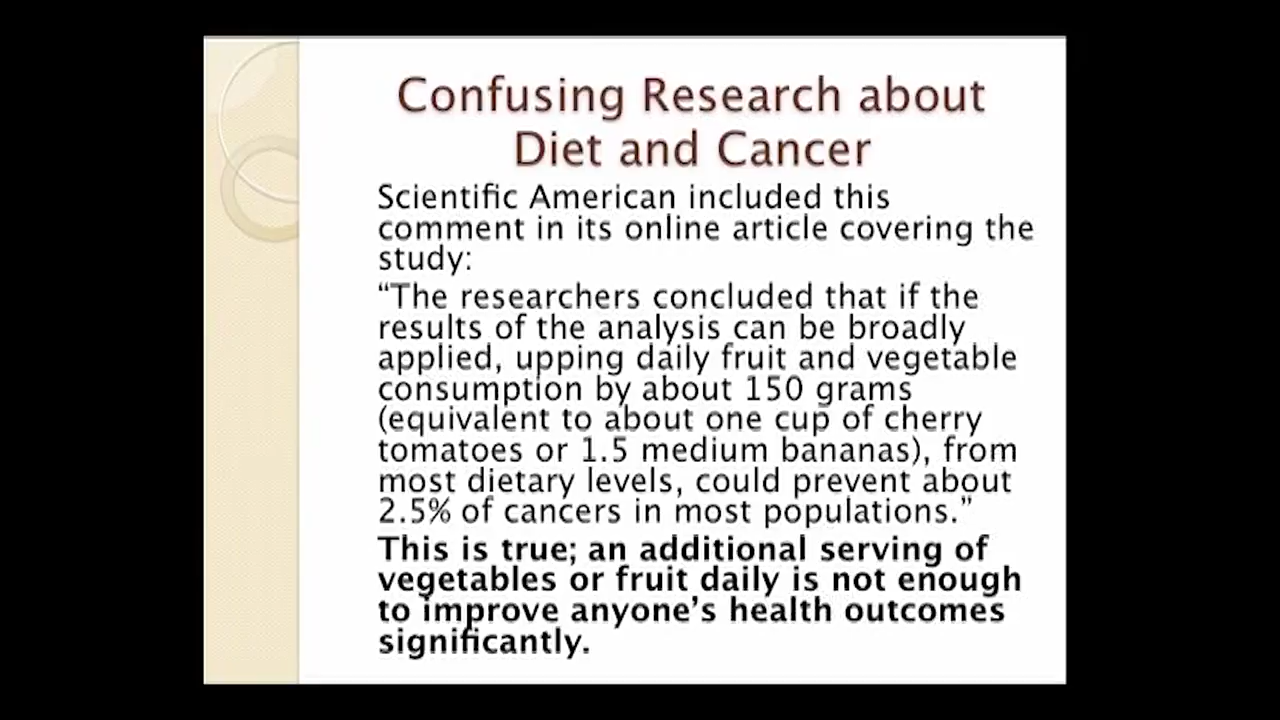 Confusing Research about
Diet and Cancer
Scientific American included this
comment in its online article covering the
study:
“The researchers concluded that if the
results of the analysis can be broadly
applied, upping daily fruit and vegetable
consumption by about 150 grams
(equivalent to about one cup of cherry
tomatoes or 1.5 medium bananas), from
most dietary levels, could prevent about
2.5% of cancers in most populations.”
This is true; an additional serving of
vegetables or fruit daily is not enough
to improve anyone’s health outcomes
significantly.